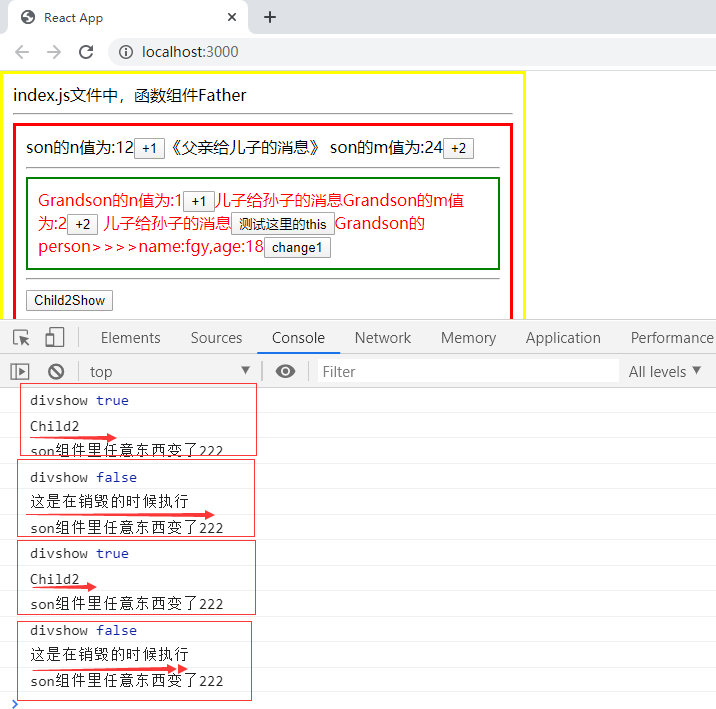 React App
localhost:3000
index.js文件中，函数组件Father
son的n值为:12 +1 《父亲给儿子的消息》 son的m值为:24 +2
Grandson的n值为:1 +1 儿子给孙子的消息Grandson的m值
为:2 +2 儿子给孙子的消息 测试这里的this Grandson的
person>>>>name:fgy,age:18 change1
Child2Show
Elements Sources Console Network Memory Application Performance
top Filter All levels
divshow true
Child2
son组件里任意东西变了222
divshow false
这是在销毁的时候执行
son组件里任意东西变了222
divshow true
Child2
son组件里任意东西变了222
divshow false
这是在销毁的时候执行
son组件里任意东西变了222